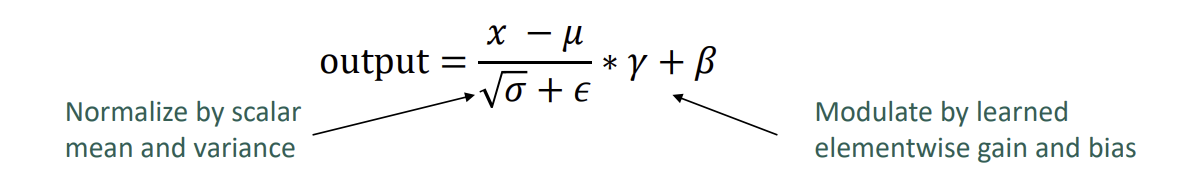 output = (x − μ) / (√σ + ϵ) ∗ γ + β
Normalize by scalar
mean and variance
Modulate by learned
elementwise gain and bias